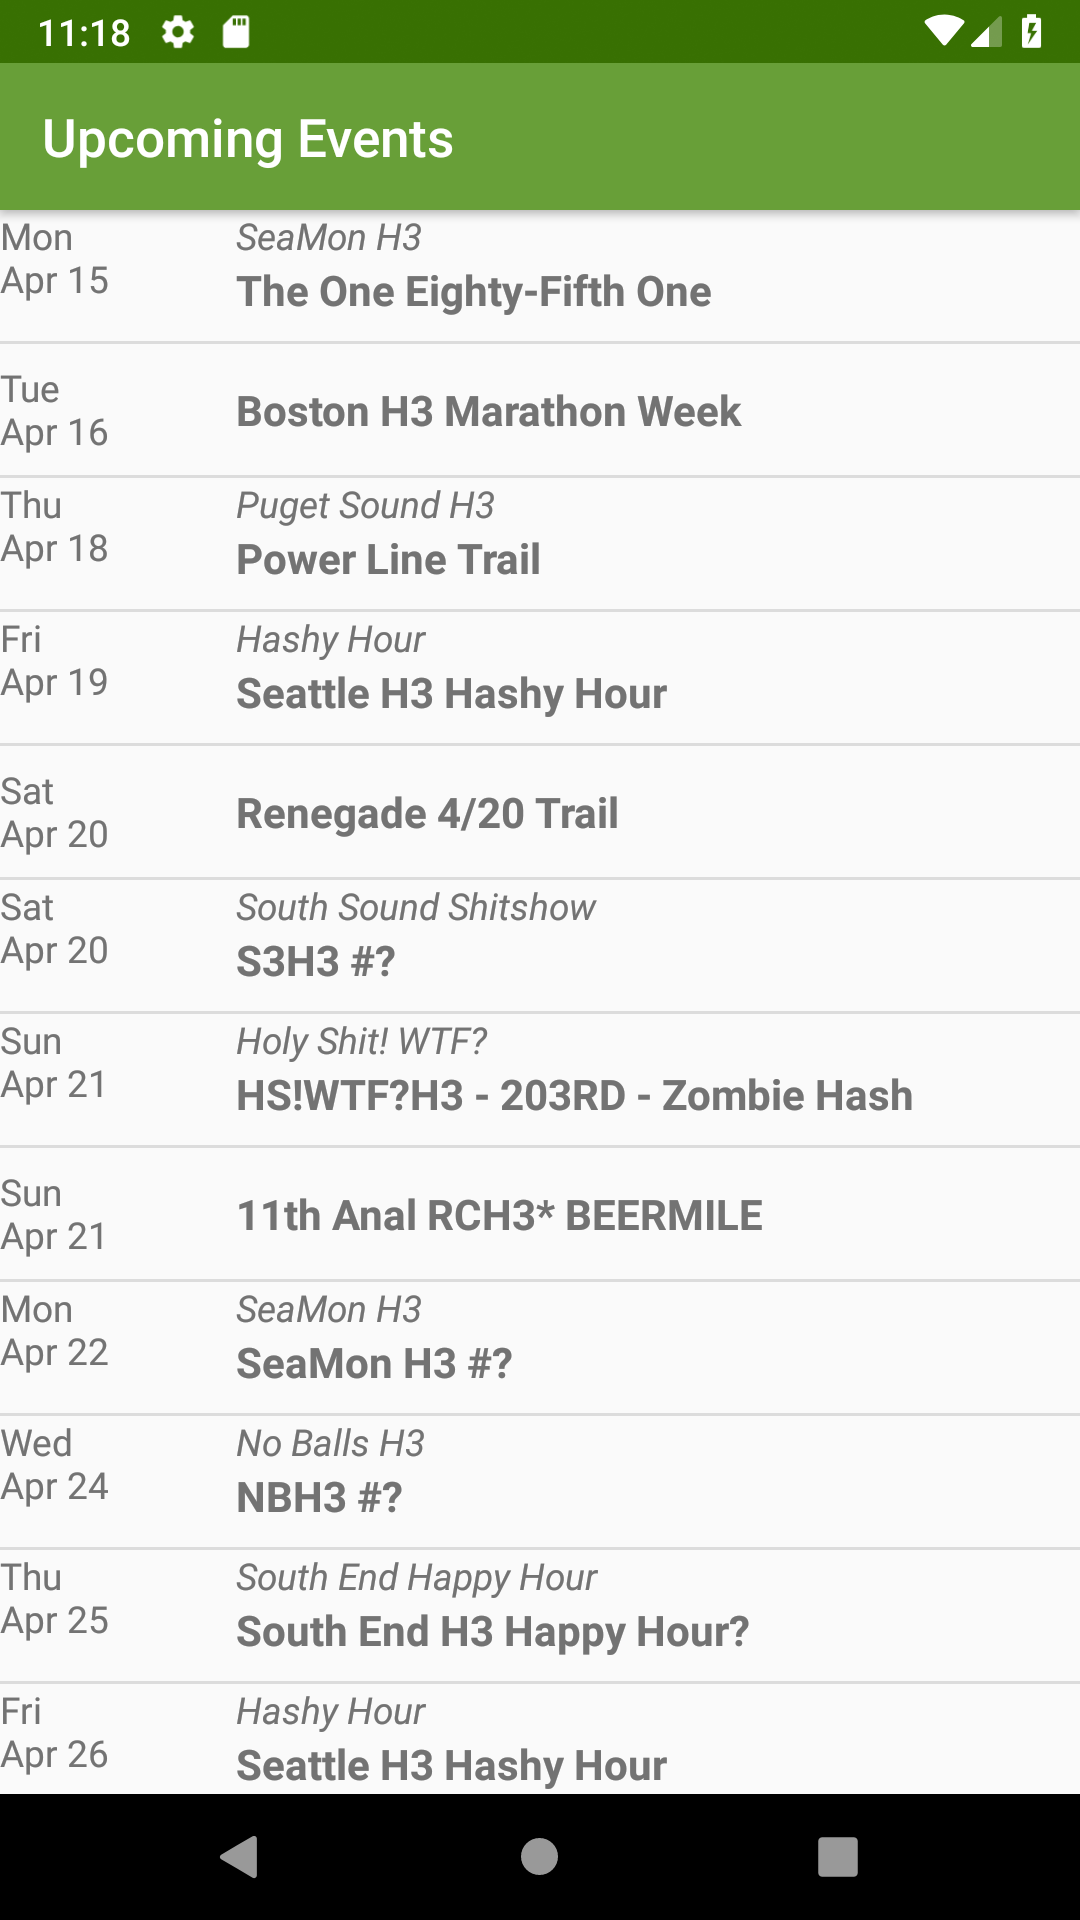 11:18
Upcoming Events
Mon
Apr 15
SeaMon H3
The One Eighty-Fifth One
Tue
Apr 16
Boston H3 Marathon Week
Thu
Apr 18
Puget Sound H3
Power Line Trail
Fri
Apr 19
Hashy Hour
Seattle H3 Hashy Hour
Sat
Apr 20
Renegade 4/20 Trail
Sat
Apr 20
South Sound Shitshow
S3H3 #?
Sun
Apr 21
Holy Shit! WTF?
HS!WTF?H3 - 203RD - Zombie Hash
Sun
Apr 21
11th Anal RCH3* BEERMILE
Mon
Apr 22
SeaMon H3
SeaMon H3 #?
Wed
Apr 24
No Balls H3
NBH3 #?
Thu
Apr 25
South End Happy Hour
South End H3 Happy Hour?
Fri
Apr 26
Hashy Hour
Seattle H3 Hashy Hour